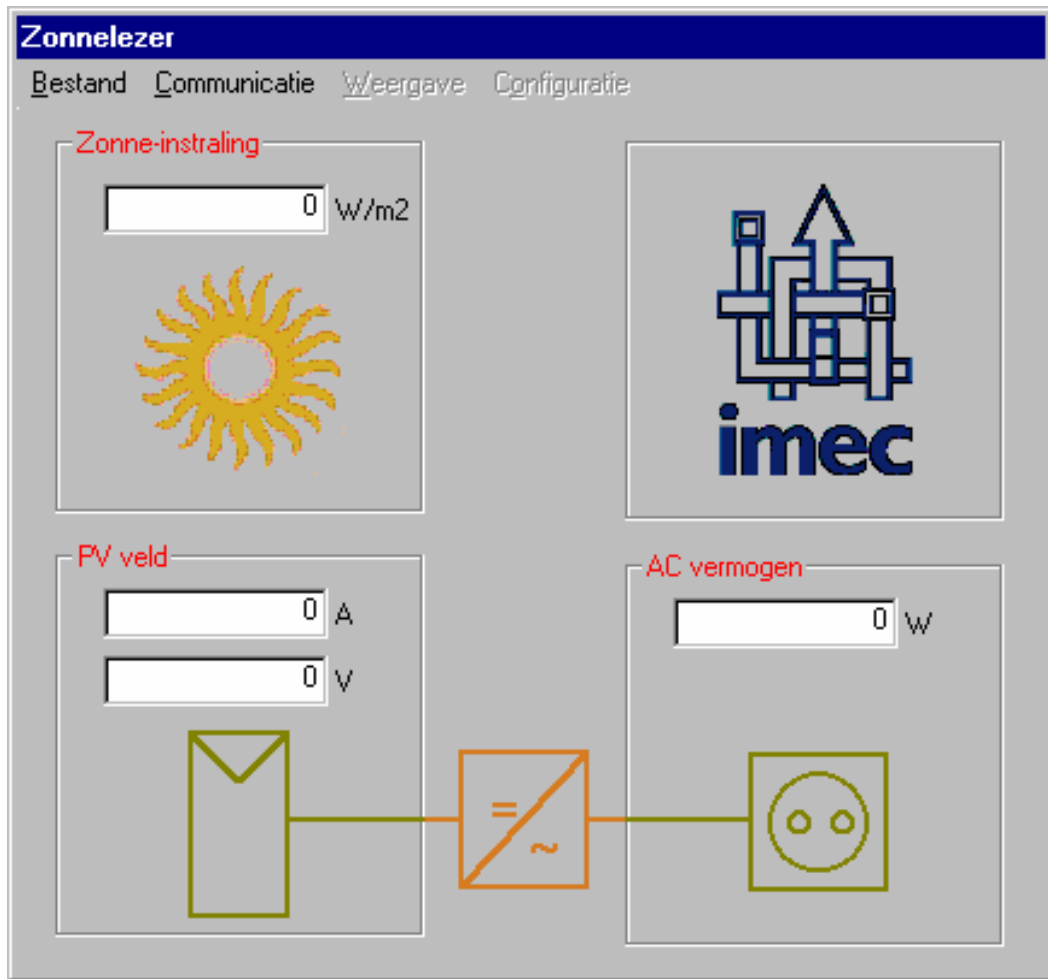 Zonnelezer
Bestand Communicatie Weergave Configuratie
Zonne-instraling
0 W/m2
imec
PV veld
0 A
0 V
AC vermogen
0 W
=
~